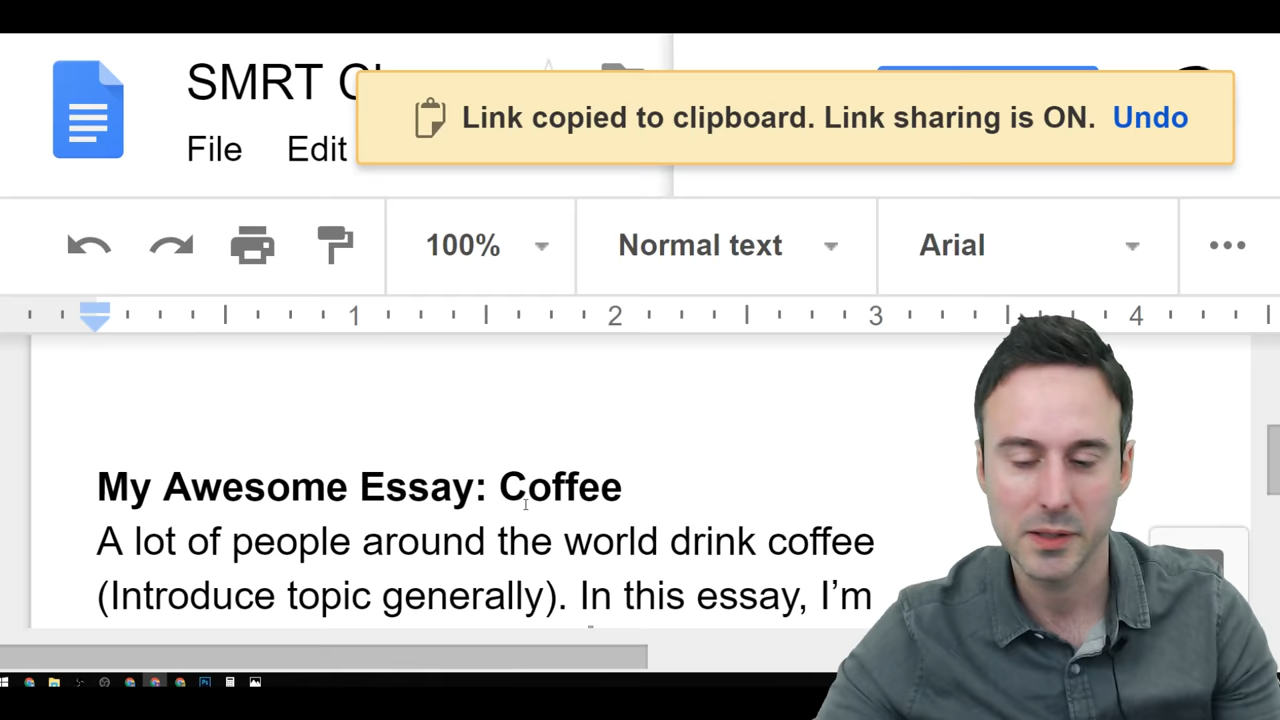 SMRT
Link copied to clipboard. Link sharing is ON. Undo
File Edit
100% Normal text Arial
1 2 3 4
My Awesome Essay: Coffee
A lot of people around the world drink coffee
(Introduce topic generally). In this essay, I’m